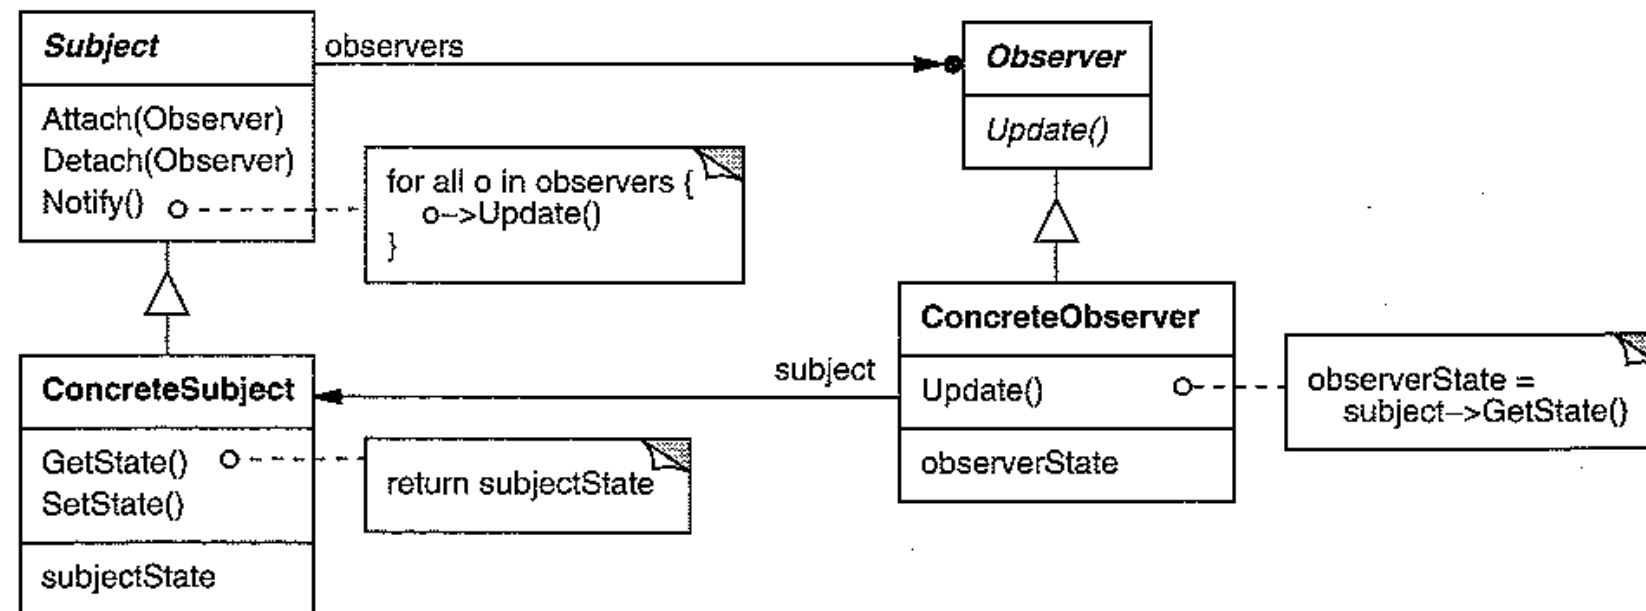 Subject
observers
Observer
Attach(Observer)
Detach(Observer)
Notify()
for all o in observers {
o->Update()
}
Update()
ConcreteSubject
GetState()
SetState()
subjectState
return subjectState
subject
ConcreteObserver
Update()
observerState
observerState =
subject->GetState()